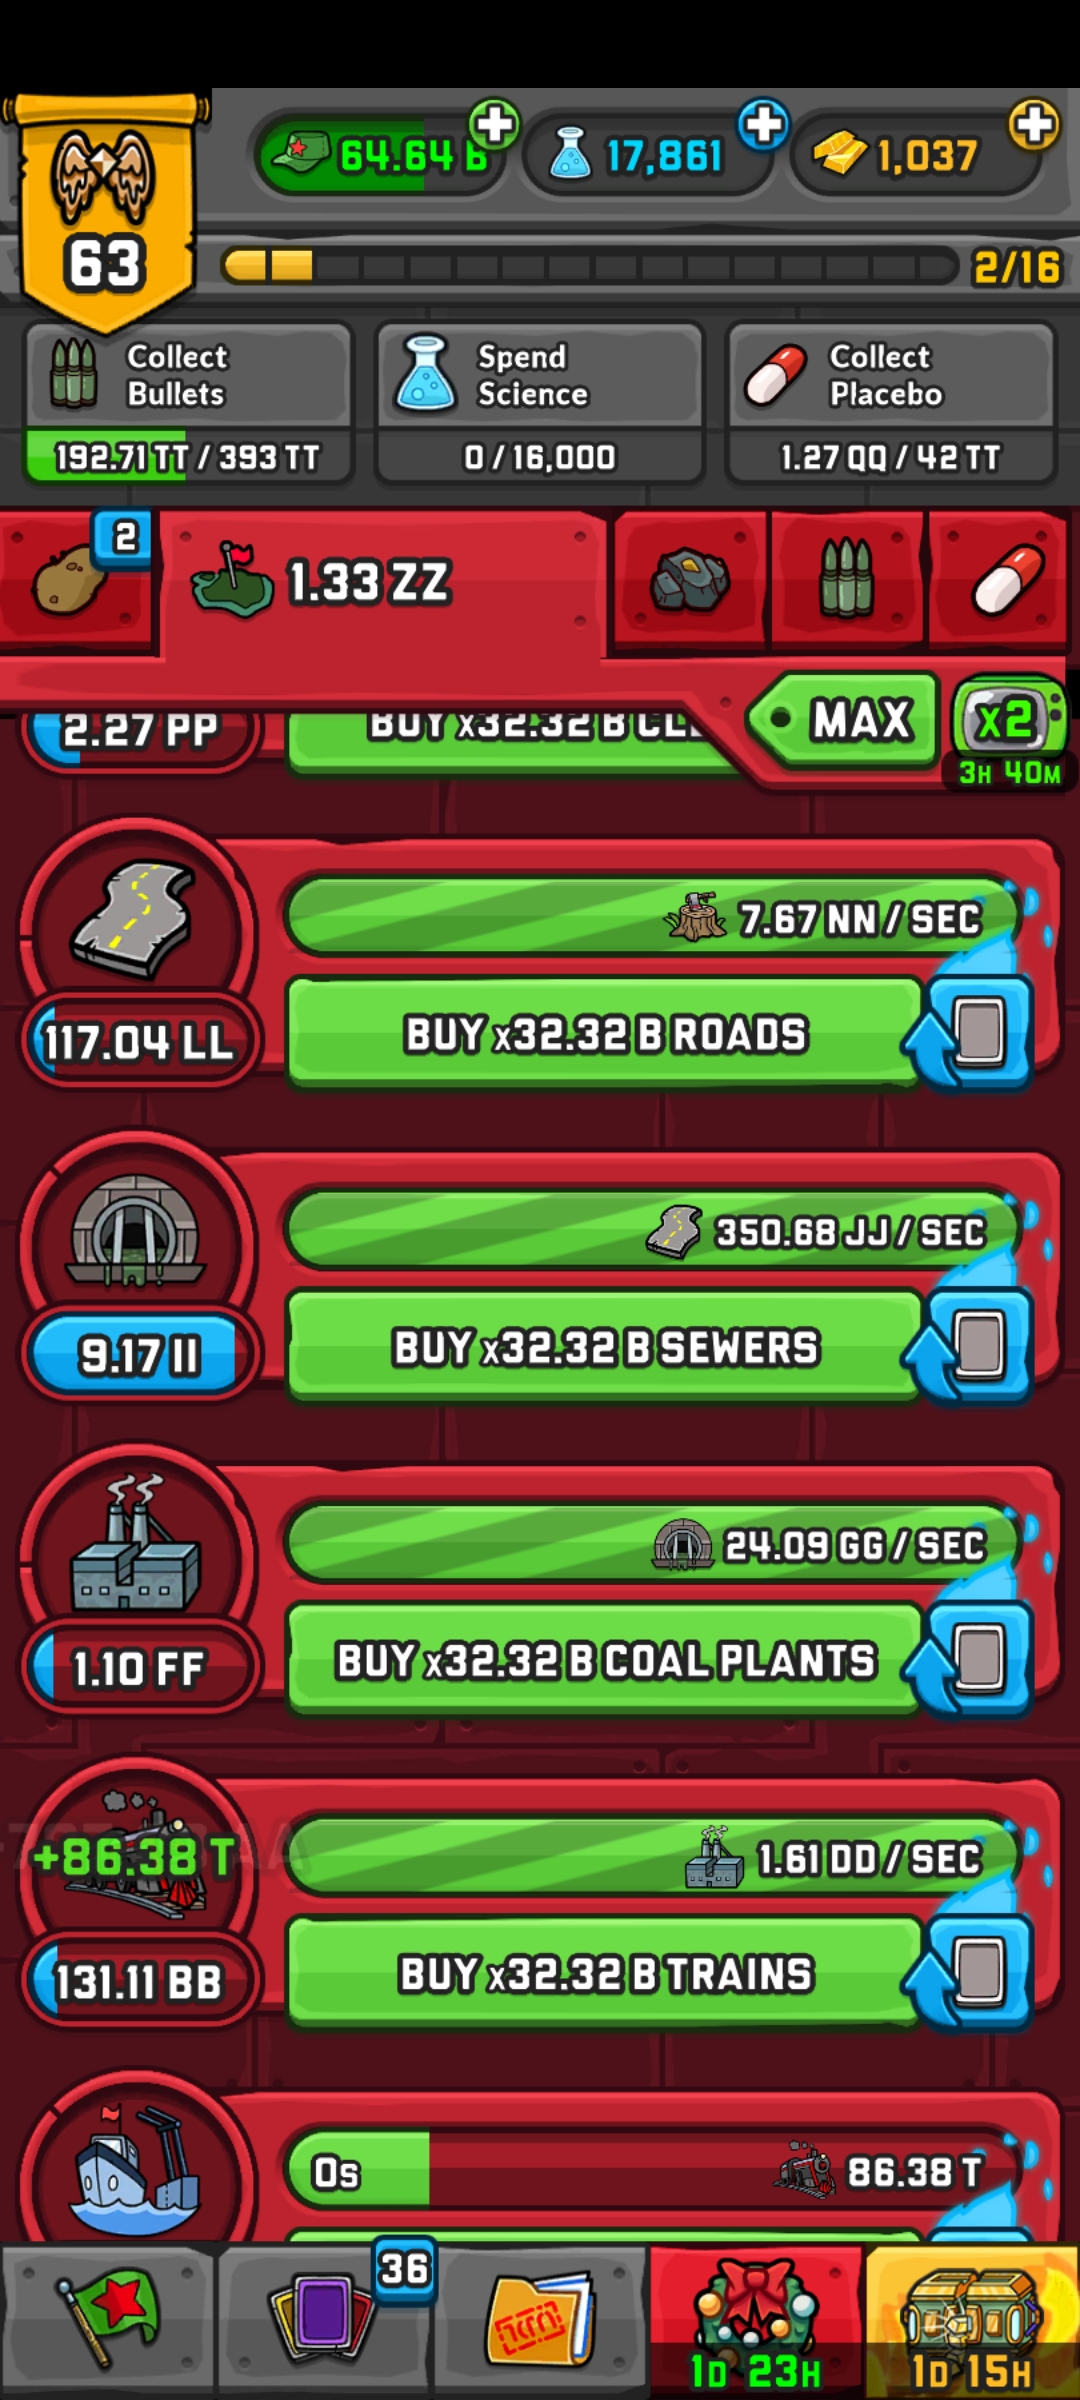 64.64 B
17,861
1,037
63
2/16
Collect
Bullets
Spend
Science
Collect
Placebo
192.71 TT / 393 TT
0 / 16,000
1.27 QQ / 42 TT
2
1.33 ZZ
MAX
x2
3H 40M
2.27 PP
BUY x32.32 B
7.67 NN / SEC
117.04 LL
BUY x32.32 B ROADS
350.68 JJ / SEC
9.17 II
BUY x32.32 B SEWERS
24.09 GG / SEC
1.10 FF
BUY x32.32 B COAL PLANTS
+86.38 T
1.61 DD / SEC
131.11 BB
BUY x32.32 B TRAINS
0s
86.38 T
36
1D 23H
1D 15H